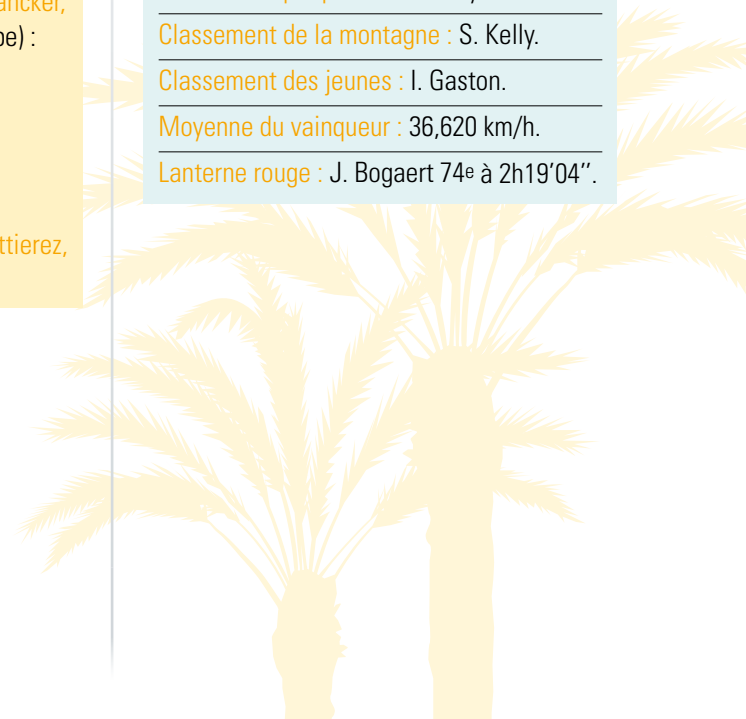 Classement de la montagne : S. Kelly.
Classement des jeunes : I. Gaston.
Moyenne du vainqueur : 36,620 km/h.
Lanterne rouge : J. Bogaert 74e à 2h19'04''.